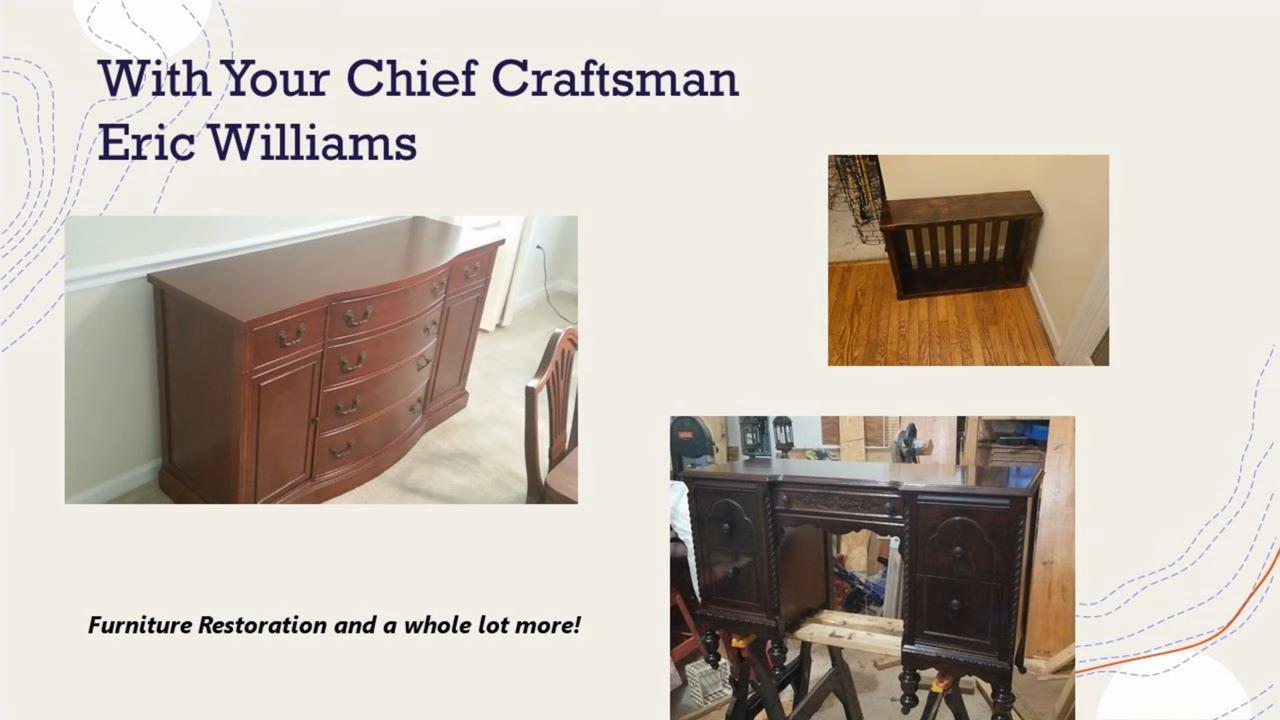 With Your Chief Craftsman
Eric Williams
Furniture Restoration and a whole lot more!